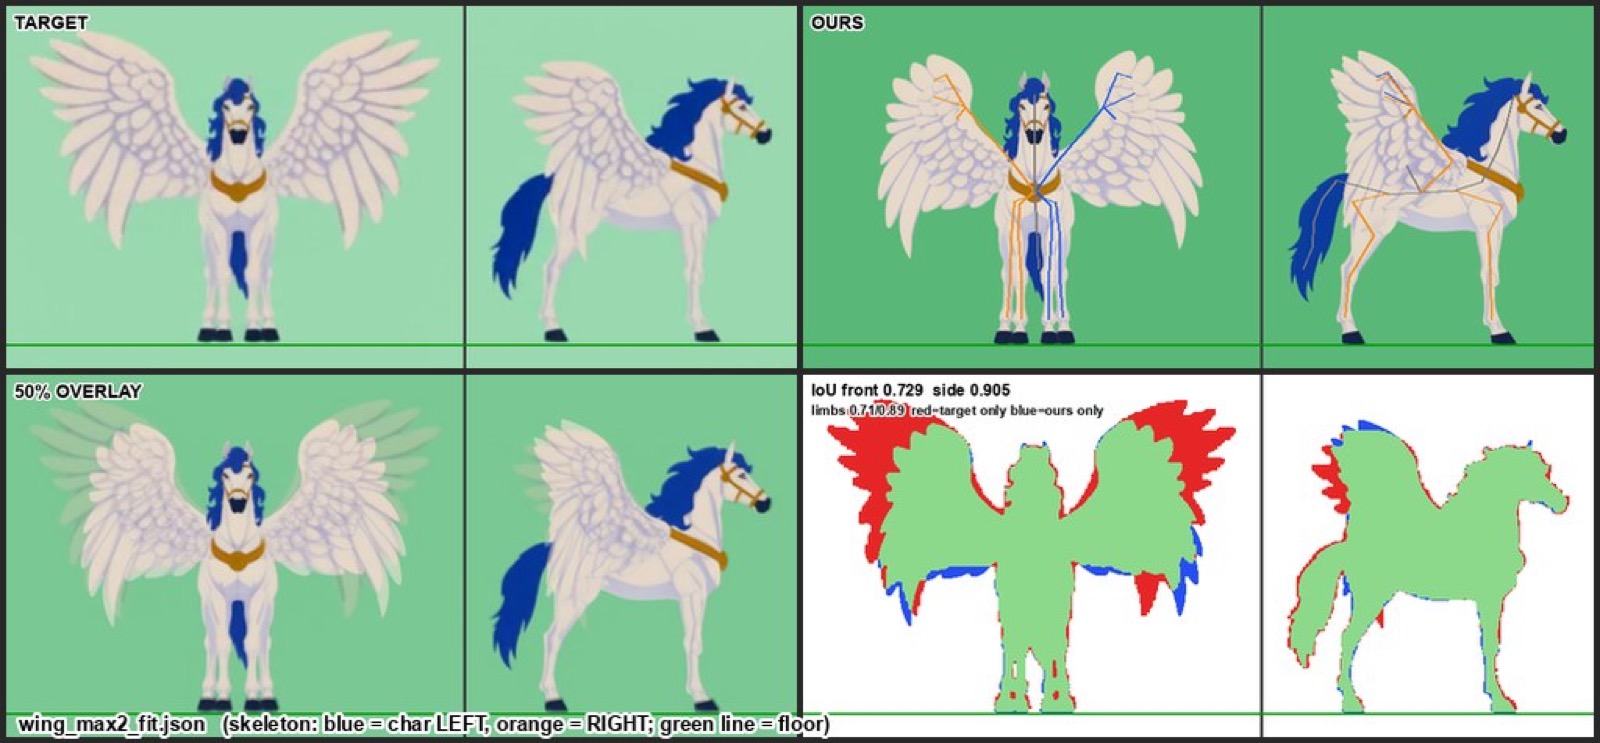 TARGET
OURS
50% OVERLAY
IoU front 0.729 side 0.905
limbs 0.71/0.89 red=target only blue=ours only
wing_max2_fit.json (skeleton: blue = char LEFT, orange = RIGHT; green line = floor)